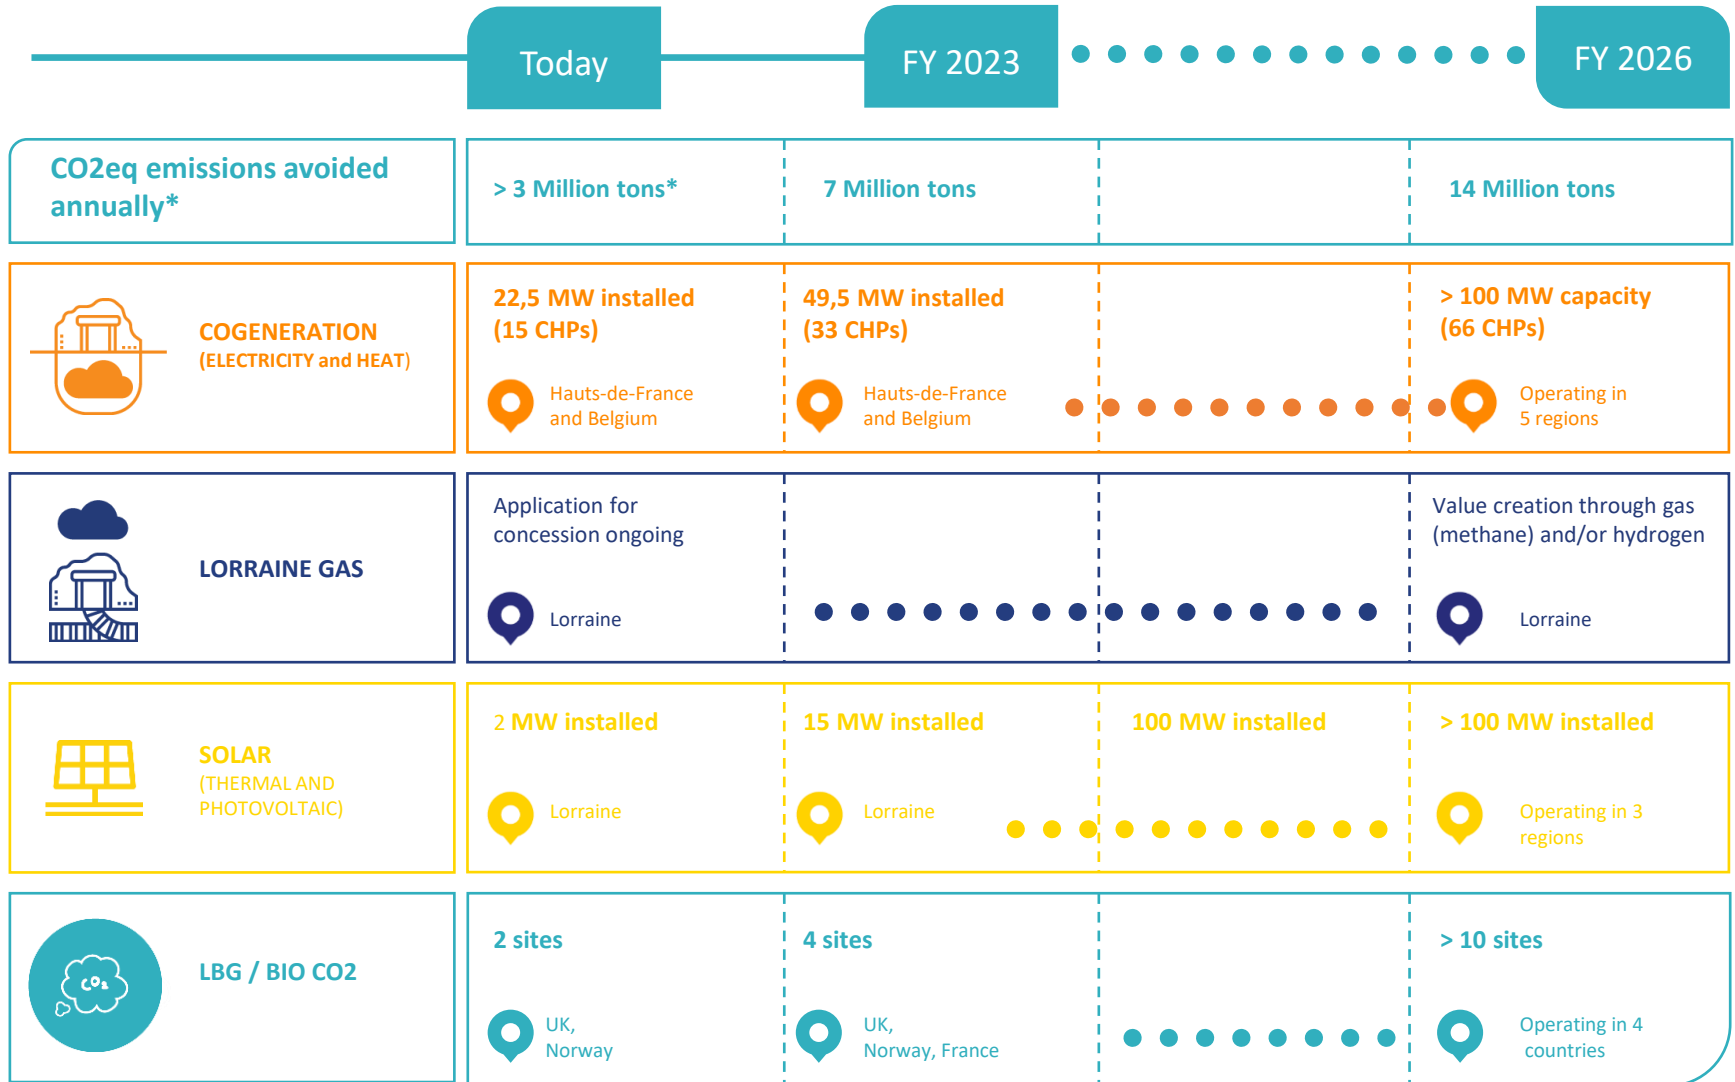 Today
FY 2023
FY 2026
CO2eq emissions avoided
annually*
> 3 Million tons*
7 Million tons
14 Million tons
COGENERATION
(ELECTRICITY and HEAT)
22,5 MW installed
(15 CHPs)
Hauts-de-France
and Belgium
49,5 MW installed
(33 CHPs)
Hauts-de-France
and Belgium
> 100 MW capacity
(66 CHPs)
Operating in
5 regions
LORRAINE GAS
Application for
concession ongoing
Lorraine
Value creation through gas
(methane) and/or hydrogen
Lorraine
SOLAR
(THERMAL AND
PHOTOVOLTAIC)
2 MW installed
Lorraine
15 MW installed
Lorraine
100 MW installed
> 100 MW installed
Operating in 3
regions
CO₂
LBG / BIO CO2
2 sites
UK,
Norway
4 sites
UK,
Norway, France
> 10 sites
Operating in 4
countries